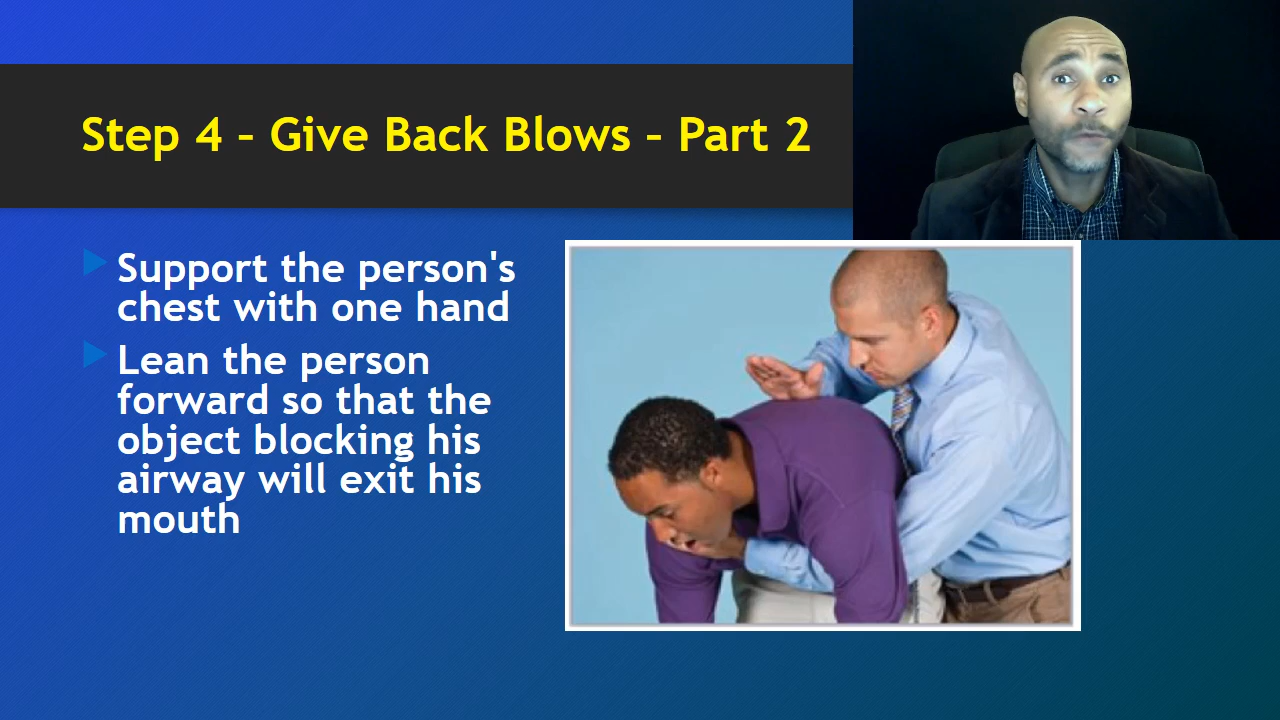 Step 4 – Give Back Blows – Part 2
Support the person's
chest with one hand
Lean the person
forward so that the
object blocking his
airway will exit his
mouth